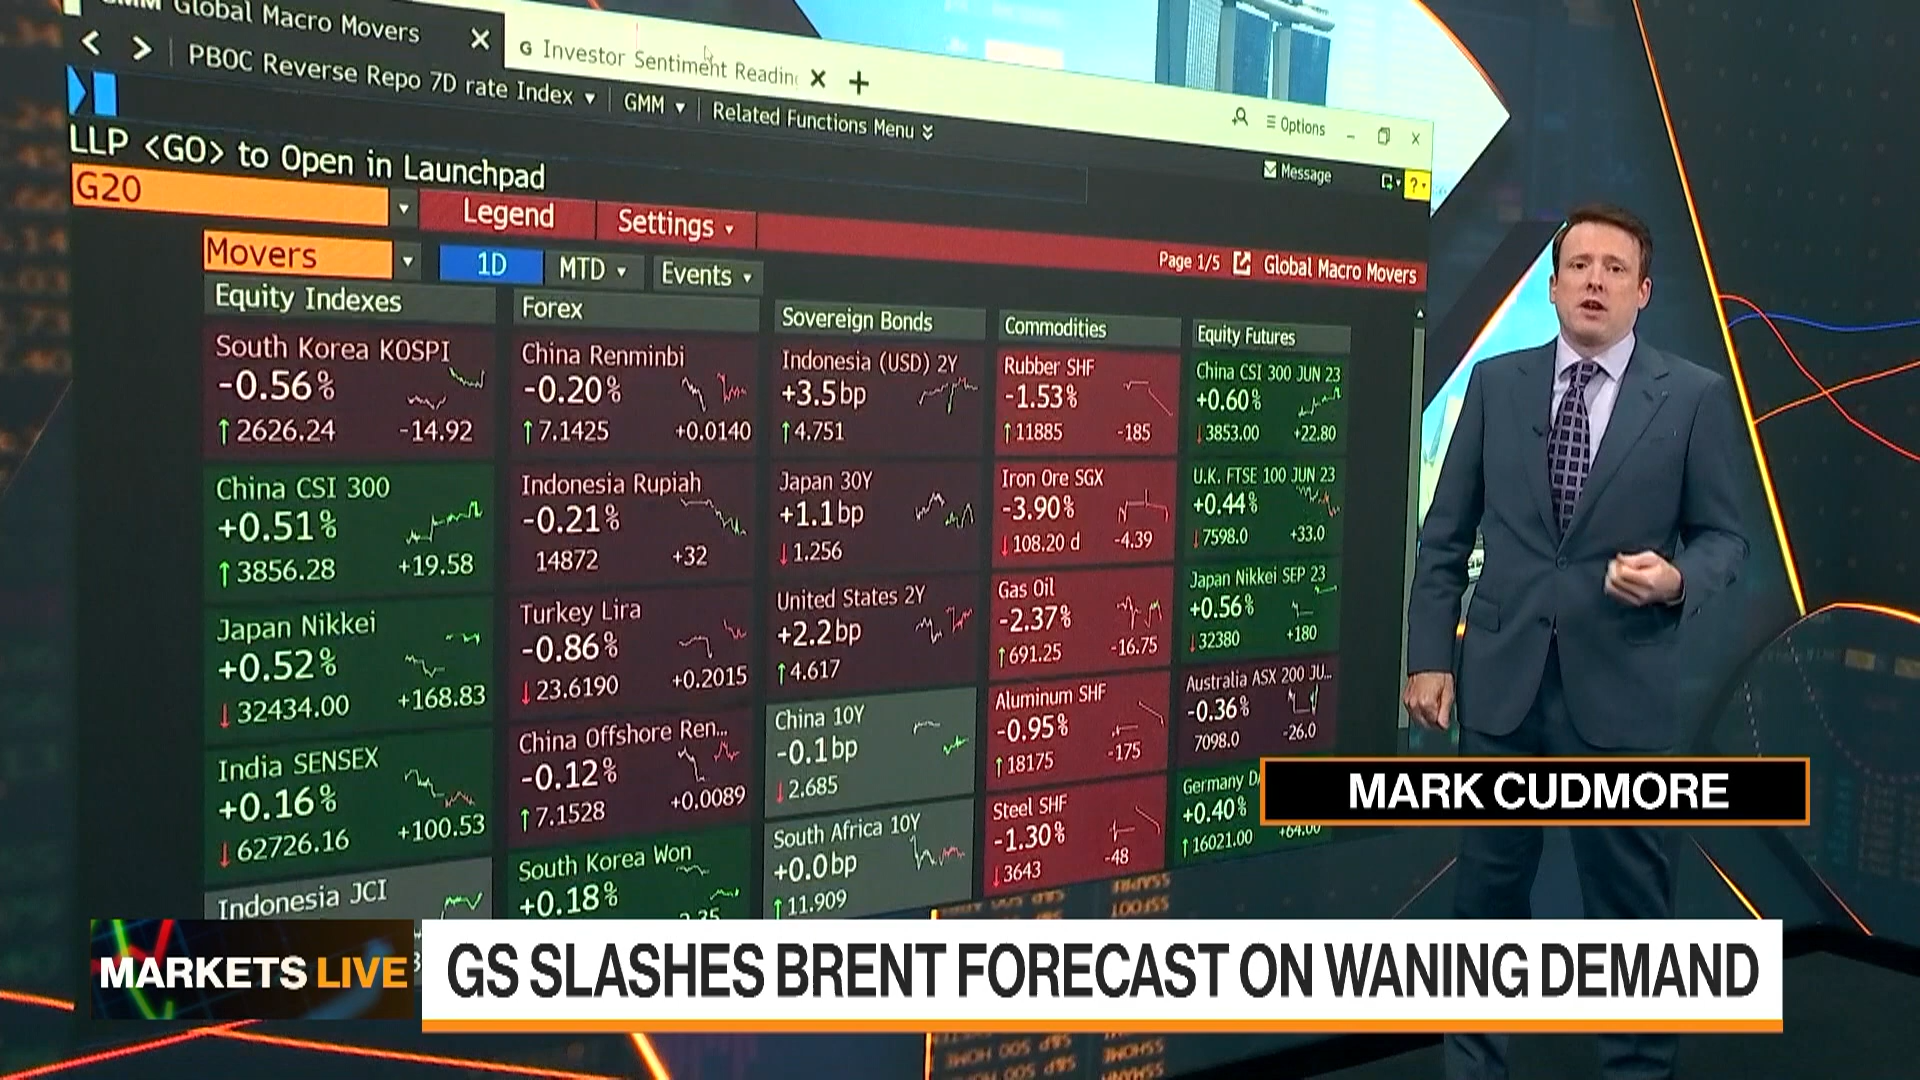 GMM Global Macro Movers
G Investor Sentiment Readin
PBOC Reverse Repo 7D rate Index
GMM
Related Functions Menu
Options
LLP <GO> to Open in Launchpad
Message
?
G20
Legend
Settings
Page 1/5
Global Macro Movers
Movers
1D
MTD
Events
Equity Indexes
South Korea KOSPI
-0.56%
↑2626.24 -14.92
China CSI 300
+0.51%
↑3856.28 +19.58
Japan Nikkei
+0.52%
↓32434.00 +168.83
India SENSEX
+0.16%
↓62726.16 +100.53
Indonesia JCI
Forex
China Renminbi
-0.20%
↑7.1425 +0.0140
Indonesia Rupiah
-0.21%
14872 +32
Turkey Lira
-0.86%
↓23.6190 +0.2015
China Offshore Ren...
-0.12%
↑7.1528 +0.0089
South Korea Won
+0.18%
Sovereign Bonds
Indonesia (USD) 2Y
+3.5bp
↑4.751
Japan 30Y
+1.1bp
↓1.256
United States 2Y
+2.2bp
↑4.617
China 10Y
-0.1bp
↓2.685
South Africa 10Y
+0.0bp
↑11.909
Commodities
Rubber SHF
-1.53%
↑11885 -185
Iron Ore SGX
-3.90%
↓108.20 d -4.39
Gas Oil
-2.37%
↑691.25 -16.75
Aluminum SHF
-0.95%
↑18175 -175
Steel SHF
-1.30%
↓3643 -48
Equity Futures
China CSI 300 JUN 23
+0.60%
↓3853.00 +22.80
U.K. FTSE 100 JUN 23
+0.44%
↓7598.0 +33.0
Japan Nikkei SEP 23
+0.56%
↓32380 +180
Australia ASX 200 JU...
-0.36%
7098.0 -26.0
Germany DA
+0.40%
↑16021.00 +64.00
MARK CUDMORE
MARKETS LIVE
GS SLASHES BRENT FORECAST ON WANING DEMAND